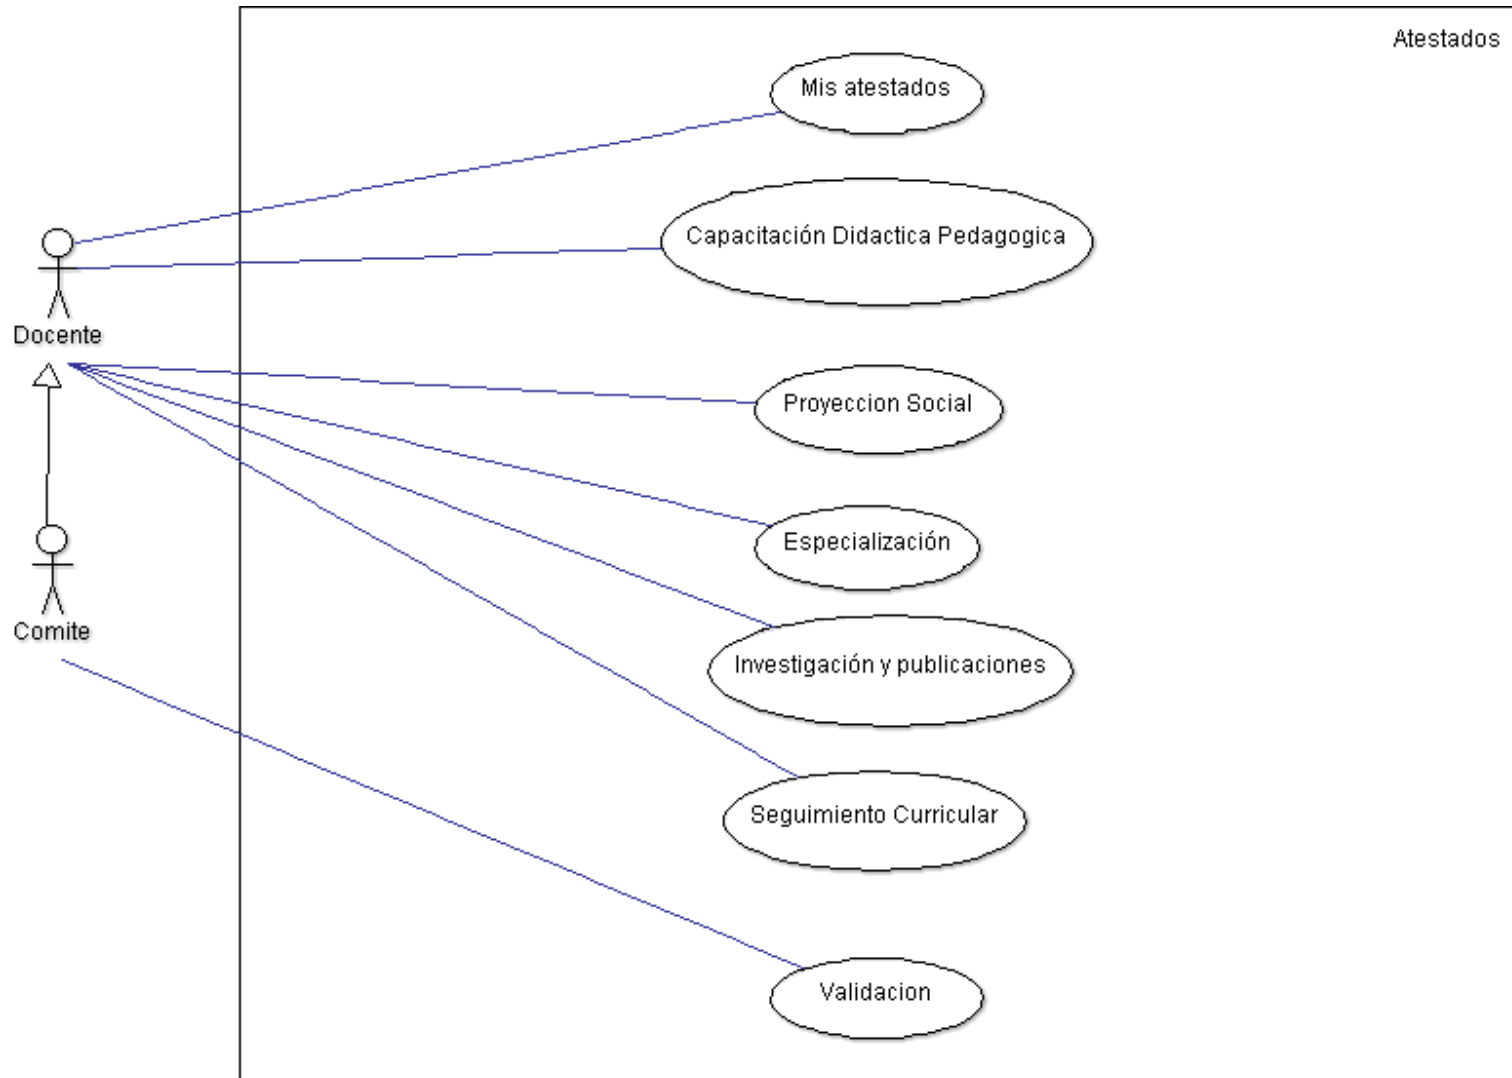 Atestados
Mis atestados
Capacitación Didactica Pedagogica
Docente
Proyeccion Social
Especialización
Comite
Investigación y publicaciones
Seguimiento Curricular
Validacion